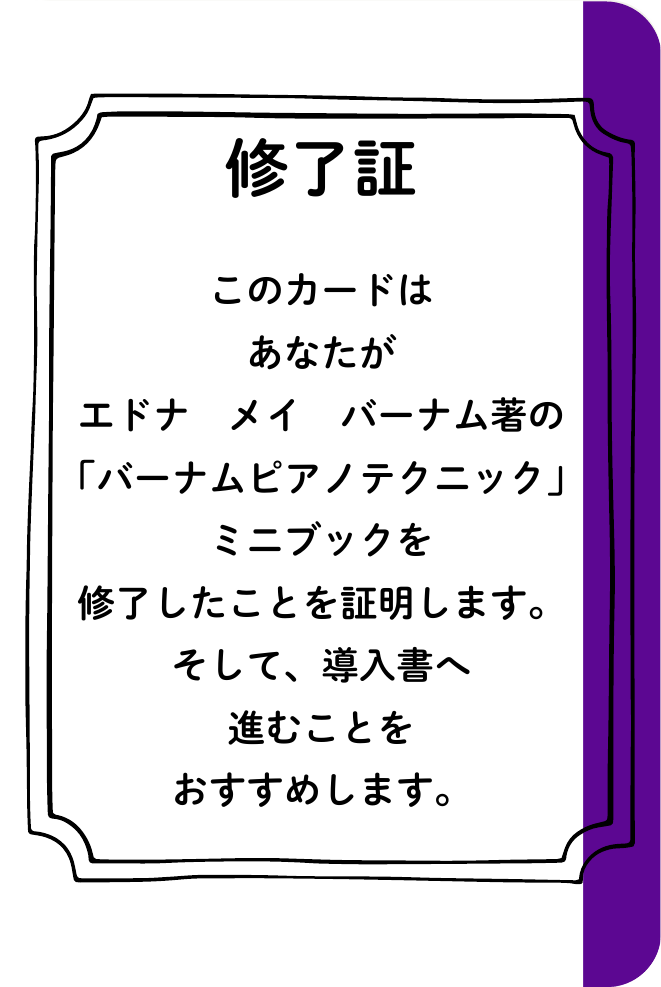 修了証
このカードは
あなたが
エドナ　メイ　バーナム著の
「バーナムピアノテクニック」
ミニブックを
修了したことを証明します。
そして、導入書へ
進むことを
おすすめします。